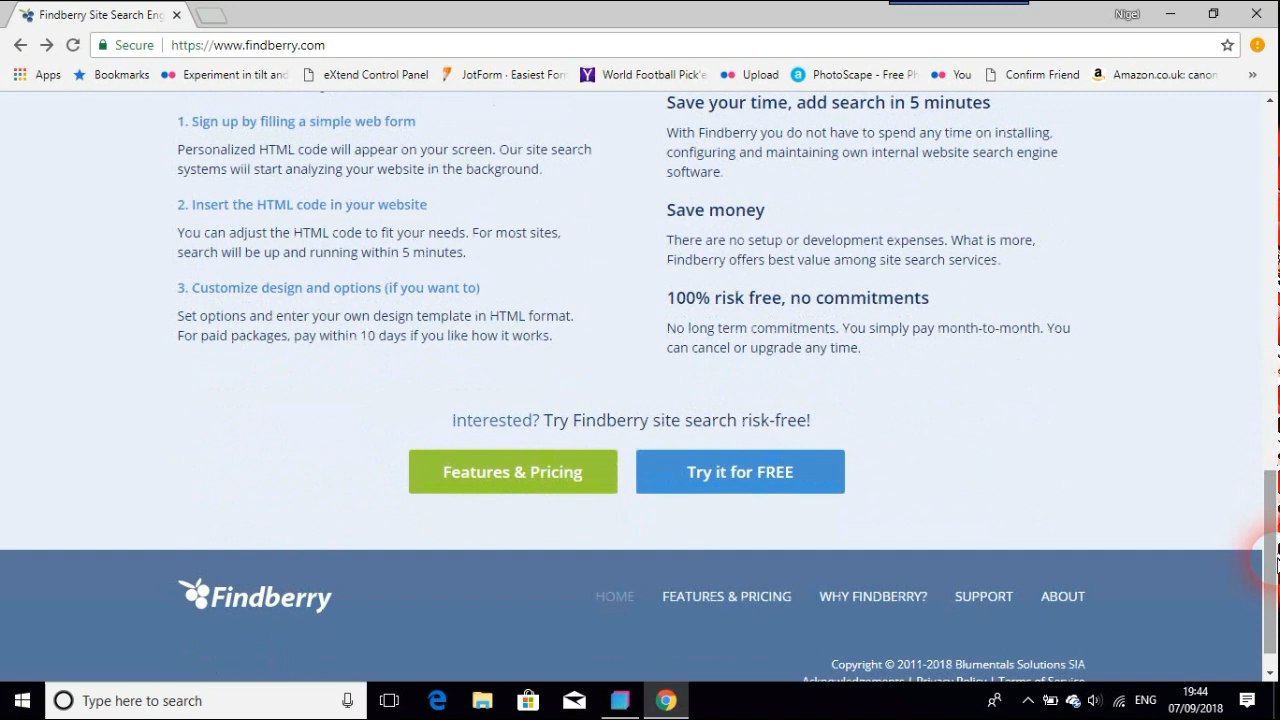 Findberry Site Search Eng
Nigel
Secure
https://www.findberry.com
Apps
Bookmarks
Experiment in tilt and
eXtend Control Panel
JotForm · Easiest For
World Football Pick'e
Upload
PhotoScape - Free Ph
You
Confirm Friend
Amazon.co.uk: canon
»
1. Sign up by filling a simple web form
Personalized HTML code will appear on your screen. Our site search
systems will start analyzing your website in the background.
2. Insert the HTML code in your website
You can adjust the HTML code to fit your needs. For most sites,
search will be up and running within 5 minutes.
3. Customize design and options (if you want to)
Set options and enter your own design template in HTML format.
For paid packages, pay within 10 days if you like how it works.
Save your time, add search in 5 minutes
With Findberry you do not have to spend any time on installing,
configuring and maintaining own internal website search engine
software.
Save money
There are no setup or development expenses. What is more,
Findberry offers best value among site search services.
100% risk free, no commitments
No long term commitments. You simply pay month-to-month. You
can cancel or upgrade any time.
Interested? Try Findberry site search risk-free!
Features & Pricing
Try it for FREE
Findberry
HOME
FEATURES & PRICING
WHY FINDBERRY?
SUPPORT
ABOUT
Copyright © 2011-2018 Blumentals Solutions SIA
Acknowledgements | Privacy Policy | Terms of Service
Type here to search
ENG
19:44
07/09/2018